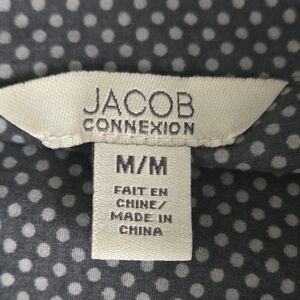 JACOB
CONNEXION
M/M
FAIT EN
CHINE/
MADE IN
CHINA